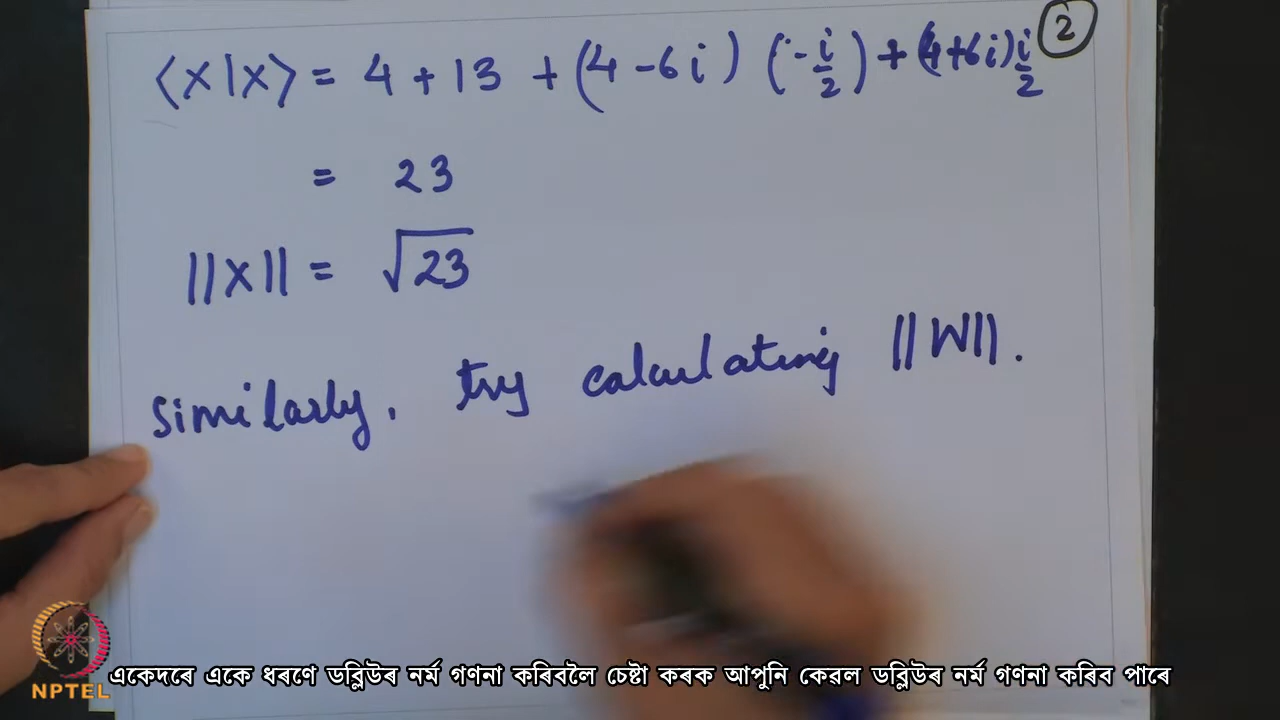 ②
⟨x|x⟩ = 4 + 13 + (4 - 6i) (-i/2) + (4+6i) i/2
= 23
||x|| = √23
similarly, try calculating ||W||.
একেদৰে একে ধৰণে ডব্লিউৰ নৰ্ম গণনা কৰিবলৈ চেষ্টা কৰক আপুনি কেৱল ডব্লিউৰ নৰ্ম গণনা কৰিব পাৰে
NPTEL